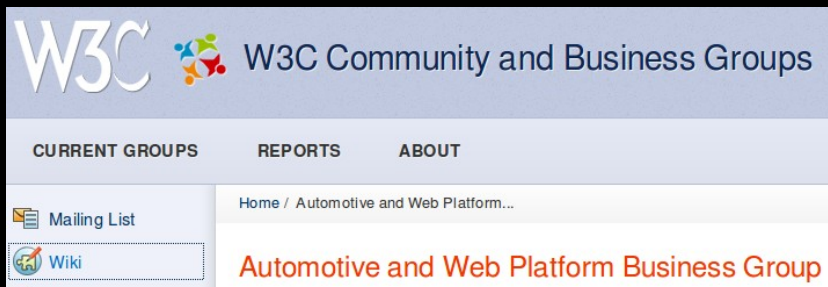 W3C W3C Community and Business Groups
CURRENT GROUPS REPORTS ABOUT
Home / Automotive and Web Platform...
Mailing List
Wiki
Automotive and Web Platform Business Group